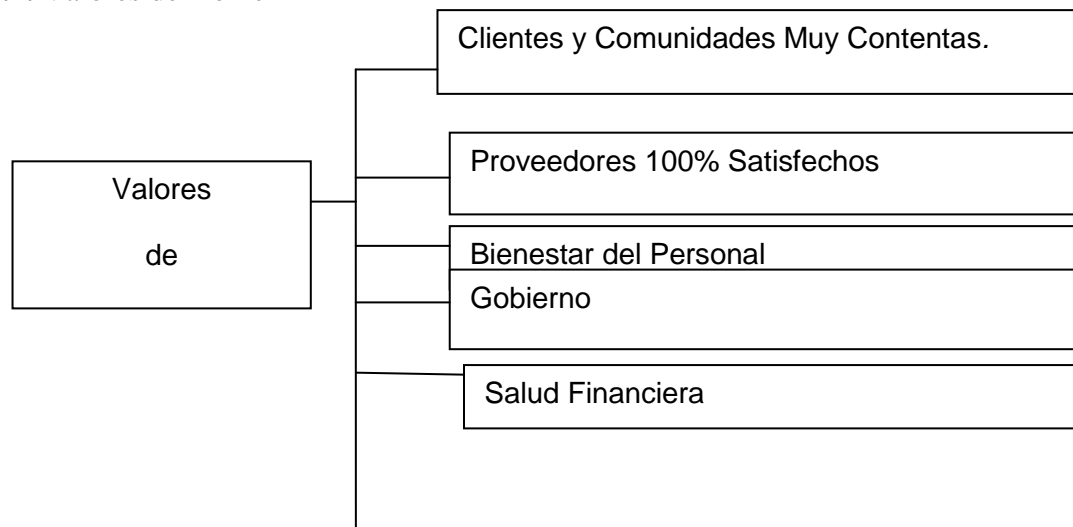 Clientes y Comunidades Muy Contentas.
Proveedores 100% Satisfechos
Valores
de
Bienestar del Personal
Gobierno
Salud Financiera